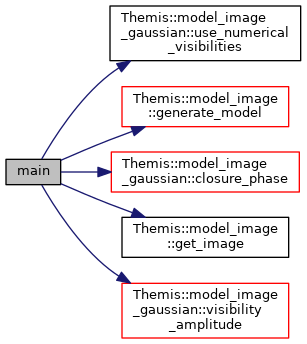 Themis::model_image
_gaussian::use_numerical
_visibilities
Themis::model_image
::generate_model
main
Themis::model_image
_gaussian::closure_phase
Themis::model_image
::get_image
Themis::model_image
_gaussian::visibility
_amplitude